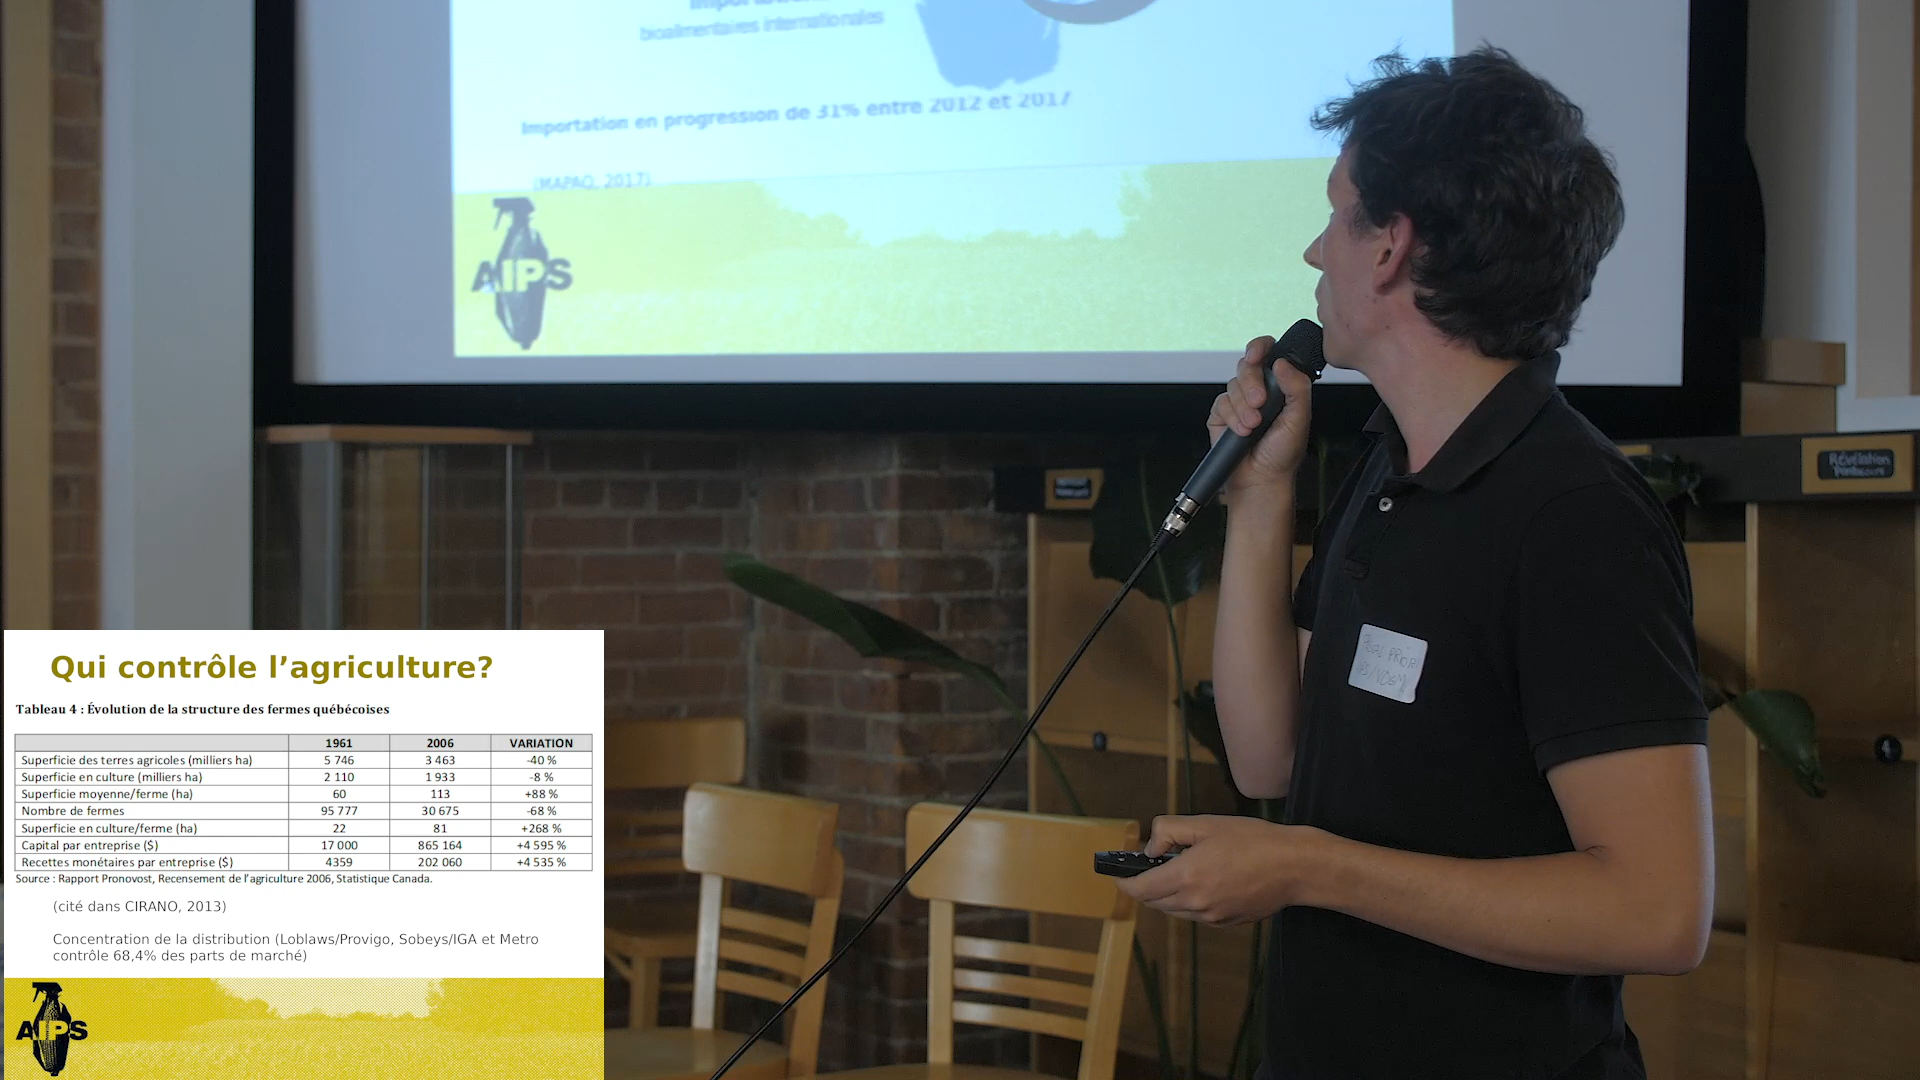 bioalimentaires internationales
Importation en progression de 31% entre 2012 et 2017
(MAPAQ, 2017)
AIPS
Révélation
Qui contrôle l’agriculture?
Tableau 4 : Évolution de la structure des fermes québécoises
1961 2006 VARIATION
Superficie des terres agricoles (milliers ha) 5 746 3 463 -40 %
Superficie en culture (milliers ha) 2 110 1 933 -8 %
Superficie moyenne/ferme (ha) 60 113 +88 %
Nombre de fermes 95 777 30 675 -68 %
Superficie en culture/ferme (ha) 22 81 +268 %
Capital par entreprise ($) 17 000 865 164 +4 595 %
Recettes monétaires par entreprise ($) 4359 202 060 +4 535 %
Source : Rapport Pronovost, Recensement de l’agriculture 2006, Statistique Canada.
(cité dans CIRANO, 2013)
Concentration de la distribution (Loblaws/Provigo, Sobeys/IGA et Metro
contrôle 68,4% des parts de marché)
AIPS